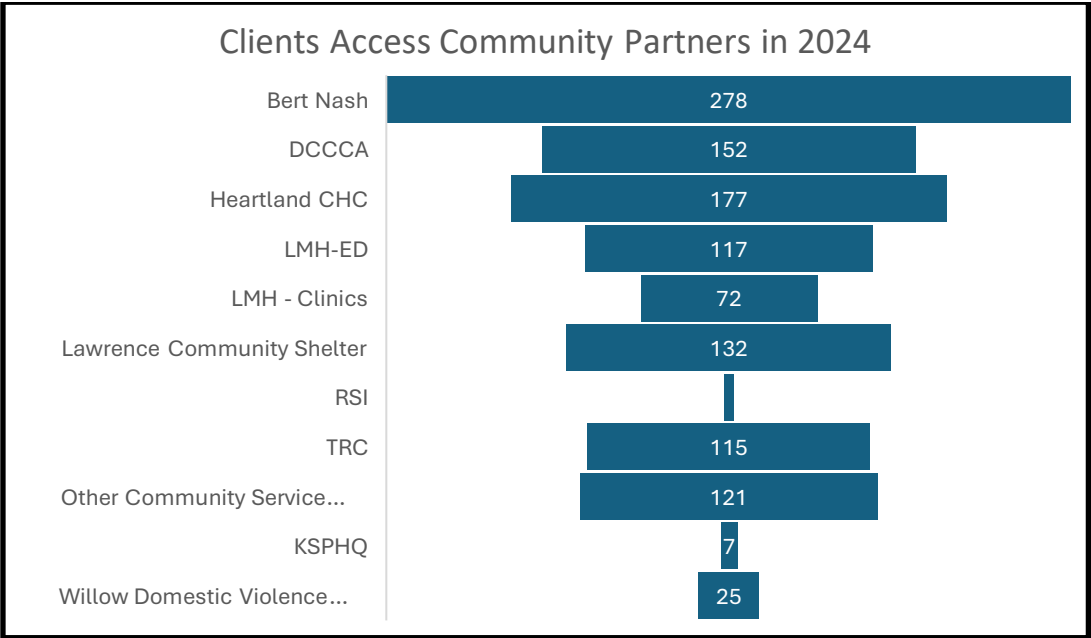 Clients Access Community Partners in 2024
Bert Nash 278
DCCCA 152
Heartland CHC 177
LMH-ED 117
LMH - Clinics 72
Lawrence Community Shelter 132
RSI
TRC 115
Other Community Service... 121
KSPHQ 7
Willow Domestic Violence... 25